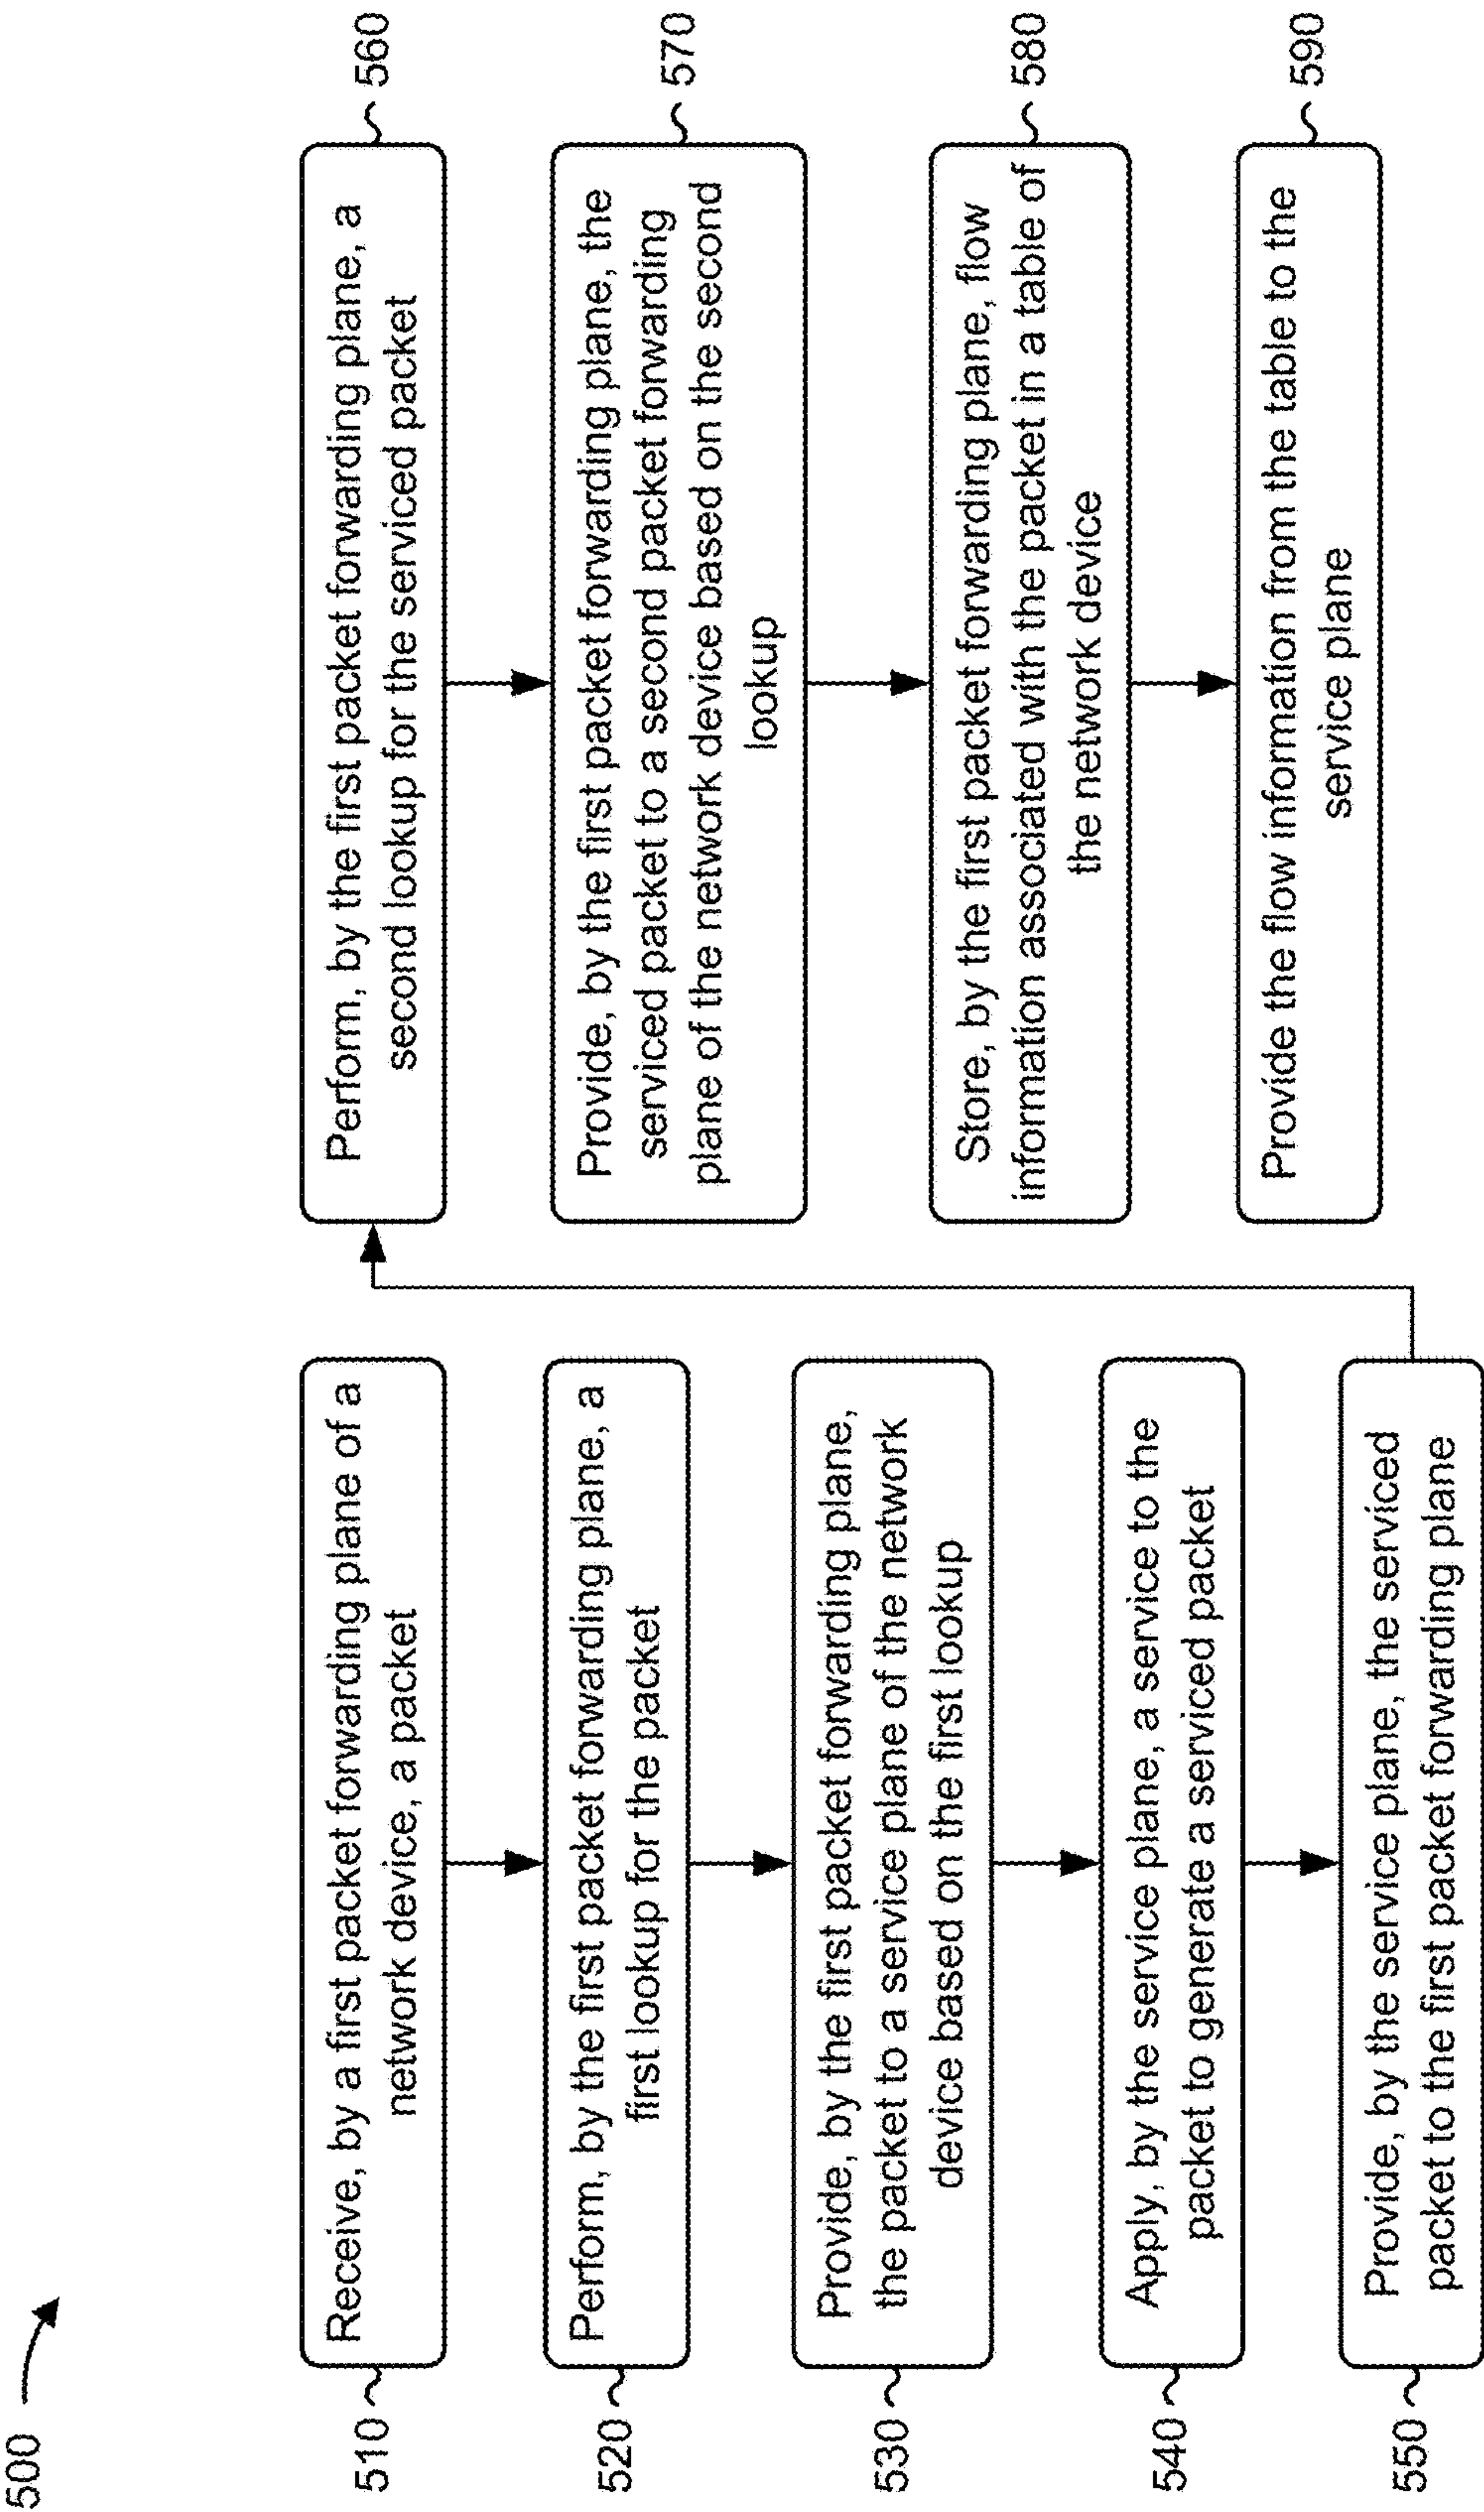 500
510
Receive, by a first packet forwarding plane of a
network device, a packet
520
Perform, by the first packet forwarding plane, a
first lookup for the packet
530
Provide, by the first packet forwarding plane,
the packet to a service plane of the network
device based on the first lookup
540
Apply, by the service plane, a service to the
packet to generate a serviced packet
550
Provide, by the service plane, the serviced
packet to the first packet forwarding plane
560
Perform, by the first packet forwarding plane, a
second lookup for the serviced packet
570
Provide, by the first packet forwarding plane, the
serviced packet to a second packet forwarding
plane of the network device based on the second
lookup
580
Store, by the first packet forwarding plane, flow
information associated with the packet in a table of
the network device
590
Provide the flow information from the table to the
service plane